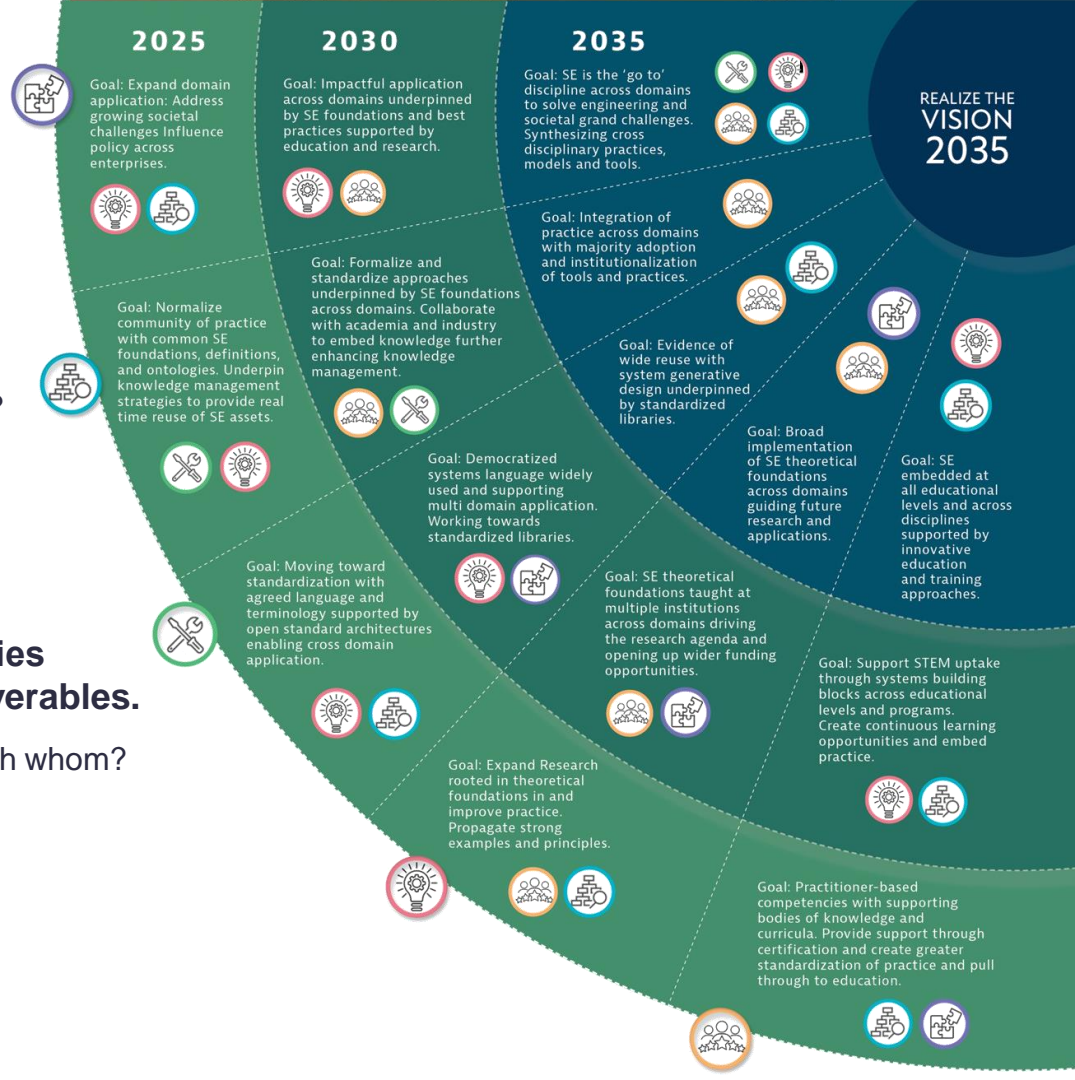 2025
Goal: Expand domain
application: Address
growing societal
challenges Influence
policy across
enterprises.
2030
Goal: Impactful application
across domains underpinned
by SE foundations and best
practices supported by
education and research.
2035
Goal: SE is the ‘go to’
discipline across domains
to solve engineering and
societal grand challenges.
Synthesizing cross
disciplinary practices,
models and tools.
REALIZE THE
VISION
2035
Goal: Normalize
community of practice
with common SE
foundations, definitions,
and ontologies. Underpin
knowledge management
strategies to provide real
time reuse of SE assets.
Goal: Formalize and
standardize approaches
underpinned by SE foundations
across domains. Collaborate
with academia and industry
to embed knowledge further
enhancing knowledge
management.
Goal: Integration of
practice across domains
with majority adoption
and institutionalization
of tools and practices.
?
Goal: Moving toward
standardization with
agreed language and
terminology supported by
open standard architectures
enabling cross domain
application.
Goal: Democratized
systems language widely
used and supporting
multi domain application.
Working towards
standardized libraries.
Goal: Evidence of
wide reuse with
system generative
design underpinned
by standardized
libraries.
ies
verables.
h whom?
Goal: Expand Research
rooted in theoretical
foundations in and
improve practice.
Propagate strong
examples and principles.
Goal: SE theoretical
foundations taught at
multiple institutions
across domains driving
the research agenda and
opening up wider funding
opportunities.
Goal: Broad
implementation
of SE theoretical
foundations
across domains
guiding future
research and
applications.
Goal: Practitioner-based
competencies with supporting
bodies of knowledge and
curricula. Provide support through
certification and create greater
standardization of practice and pull
through to education.
Goal: Support STEM uptake
through systems building
blocks across educational
levels and programs.
Create continuous learning
opportunities and embed
practice.
Goal: SE
embedded at
all educational
levels and across
disciplines
supported by
innovative
education
and training
approaches.